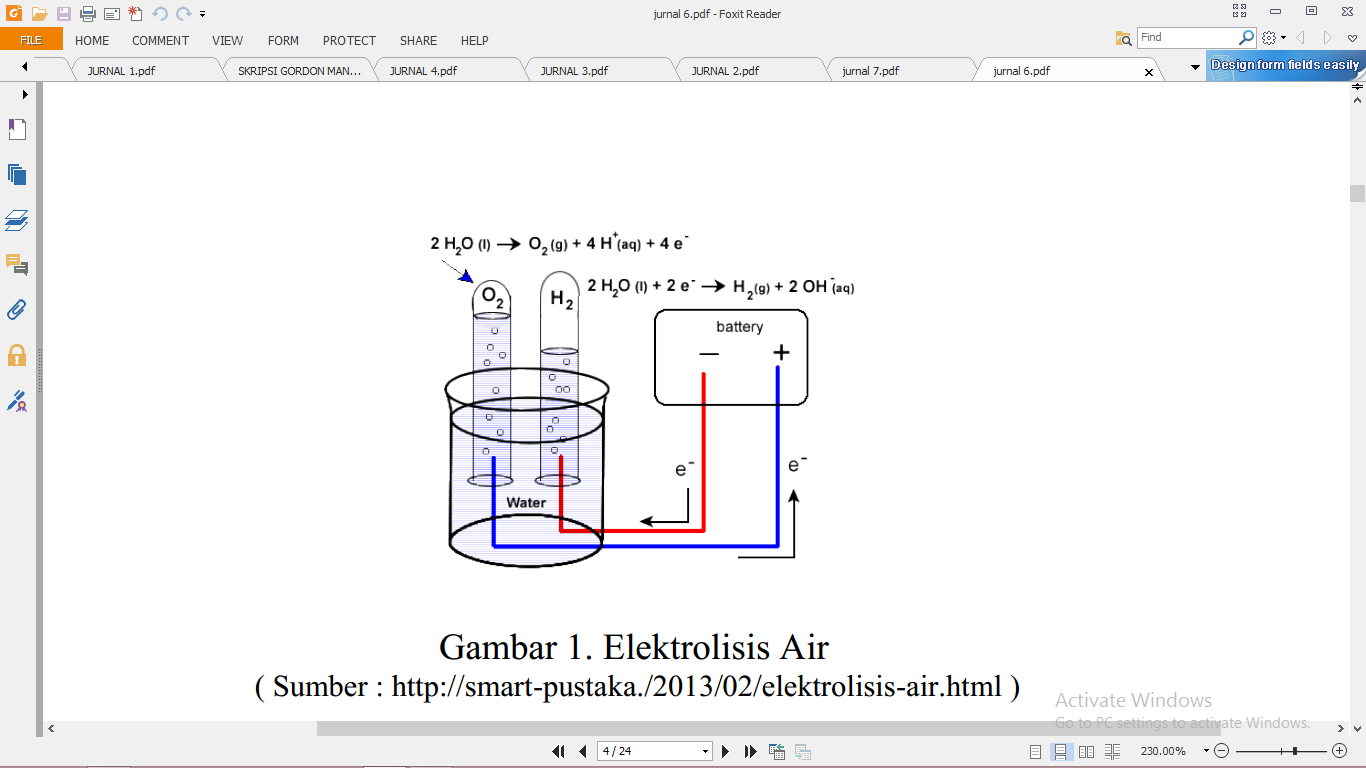 jurnal 6.pdf - Foxit Reader
FILE HOME COMMENT VIEW FORM PROTECT SHARE HELP
Find
JURNAL 1.pdf SKRIPSI GORDON MAN... JURNAL 4.pdf JURNAL 3.pdf JURNAL 2.pdf jurnal 7.pdf jurnal 6.pdf
Design form fields easily
2 H₂O (l) → O₂(g) + 4 H⁺(aq) + 4 e⁻
2 H₂O (l) + 2 e⁻ → H₂(g) + 2 OH⁻(aq)
O₂
H₂
battery
− +
e⁻
e⁻
Water
Gambar 1. Elektrolisis Air
( Sumber : http://smart-pustaka./2013/02/elektrolisis-air.html )
Activate Windows
Go to PC settings to activate Windows.
4 / 24
230.00%